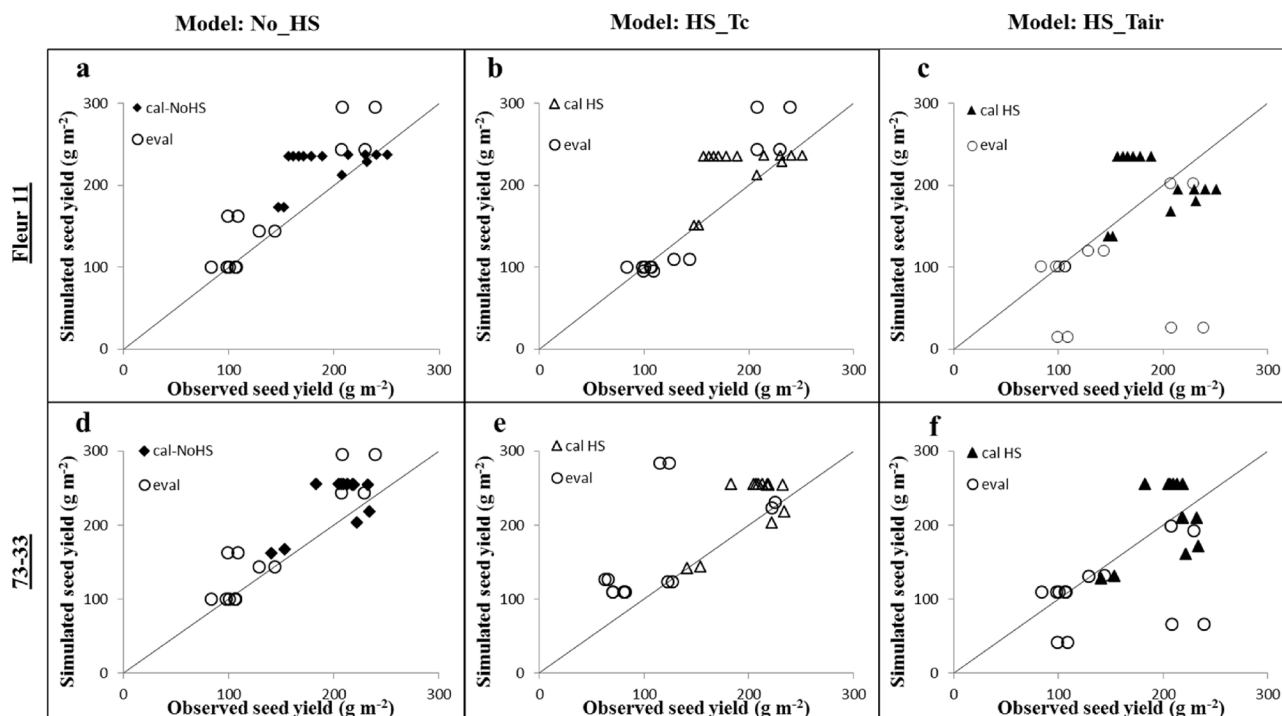 Model: No_HS
Model: HS_Tc
Model: HS_Tair
Fleur 11
a
cal-NoHS
eval
300
200
100
0
0
100
200
300
Simulated seed yield (g m-2)
Observed seed yield (g m-2)
b
cal HS
eval
300
200
100
0
0
100
200
300
Simulated seed yield (g m-2)
Observed seed yield (g m-2)
c
cal HS
eval
300
200
100
0
0
100
200
300
Simulated seed yield (g m-2)
Observed seed yield (g m-2)
73-33
d
cal-NoHS
eval
300
200
100
0
0
100
200
300
Simulated seed yield (g m-2)
Observed seed yield (g m-2)
e
cal HS
eval
300
200
100
0
0
100
200
300
Simulated seed yield (g m-2)
Observed seed yield (g m-2)
f
cal HS
eval
300
200
100
0
0
100
200
300
Simulated seed yield (g m-2)
Observed seed yield (g m-2)